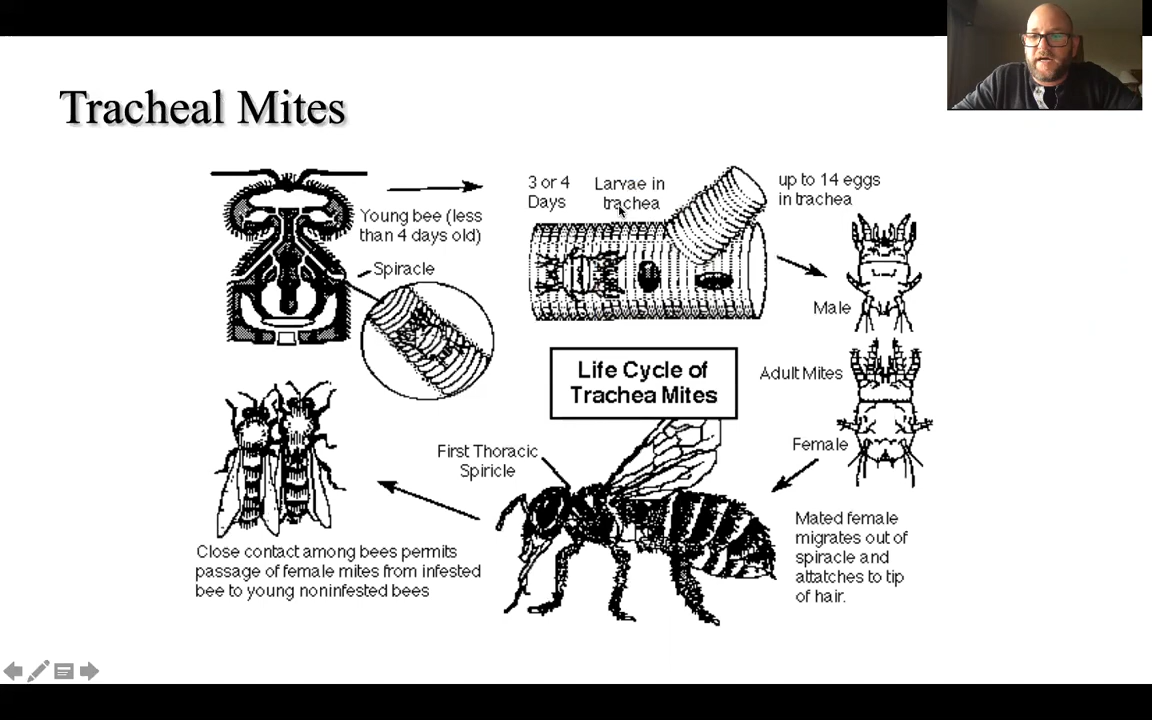 Tracheal Mites
Young bee (less
than 4 days old)
Spiracle
3 or 4
Days
Larvae in
trachea
up to 14 eggs
in trachea
Male
Adult Mites
Female
Life Cycle of
Trachea Mites
First Thoracic
Spiricle
Mated female
migrates out of
spiracle and
attatches to tip
of hair.
Close contact among bees permits
passage of female mites from infested
bee to young noninfested bees